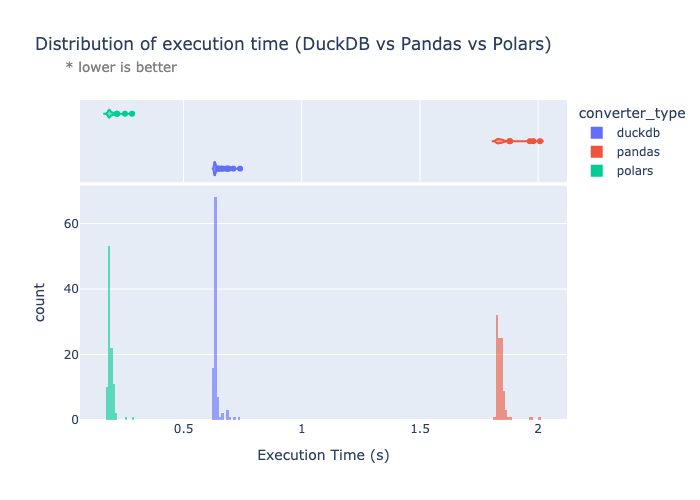 Distribution of execution time (DuckDB vs Pandas vs Polars)
* lower is better
converter_type
duckdb
pandas
polars
60
40
20
0
count
0.5
1
1.5
2
Execution Time (s)